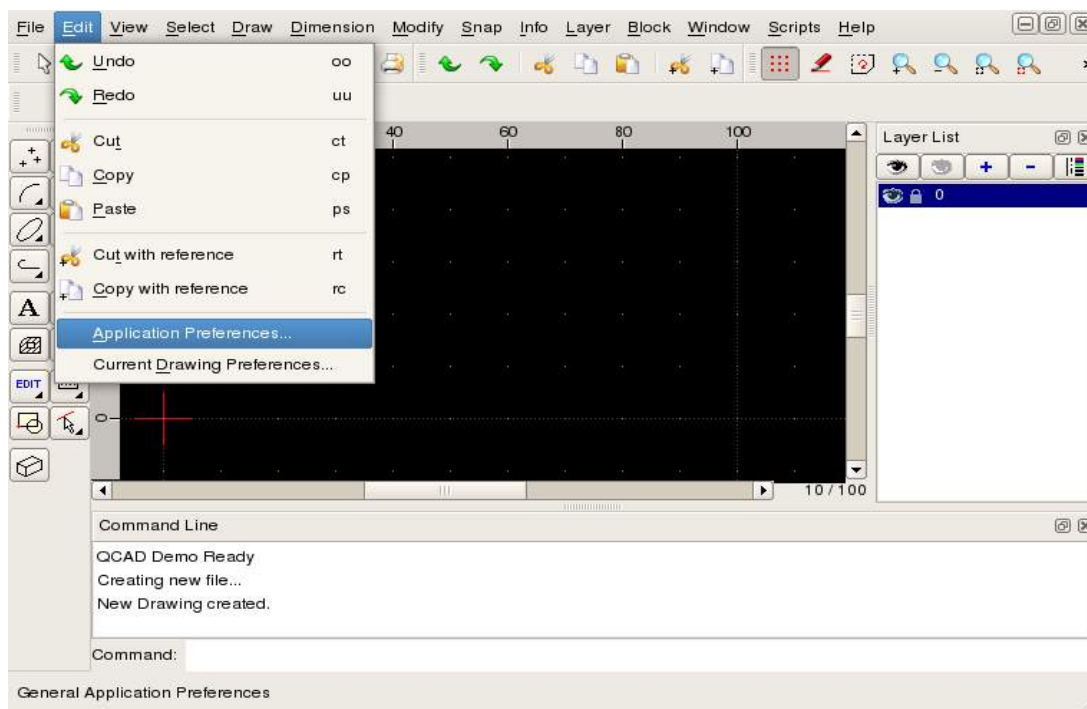 File Edit View Select Draw Dimension Modify Snap Info Layer Block Window Scripts Help
Undo oo
Redo uu
Cut ct
Copy cp
Paste ps
Cut with reference rt
Copy with reference rc
Application Preferences...
Current Drawing Preferences...
40 60 80 100
Layer List
0
A
EDIT
0
10 / 100
Command Line
QCAD Demo Ready
Creating new file...
New Drawing created.
Command:
General Application Preferences